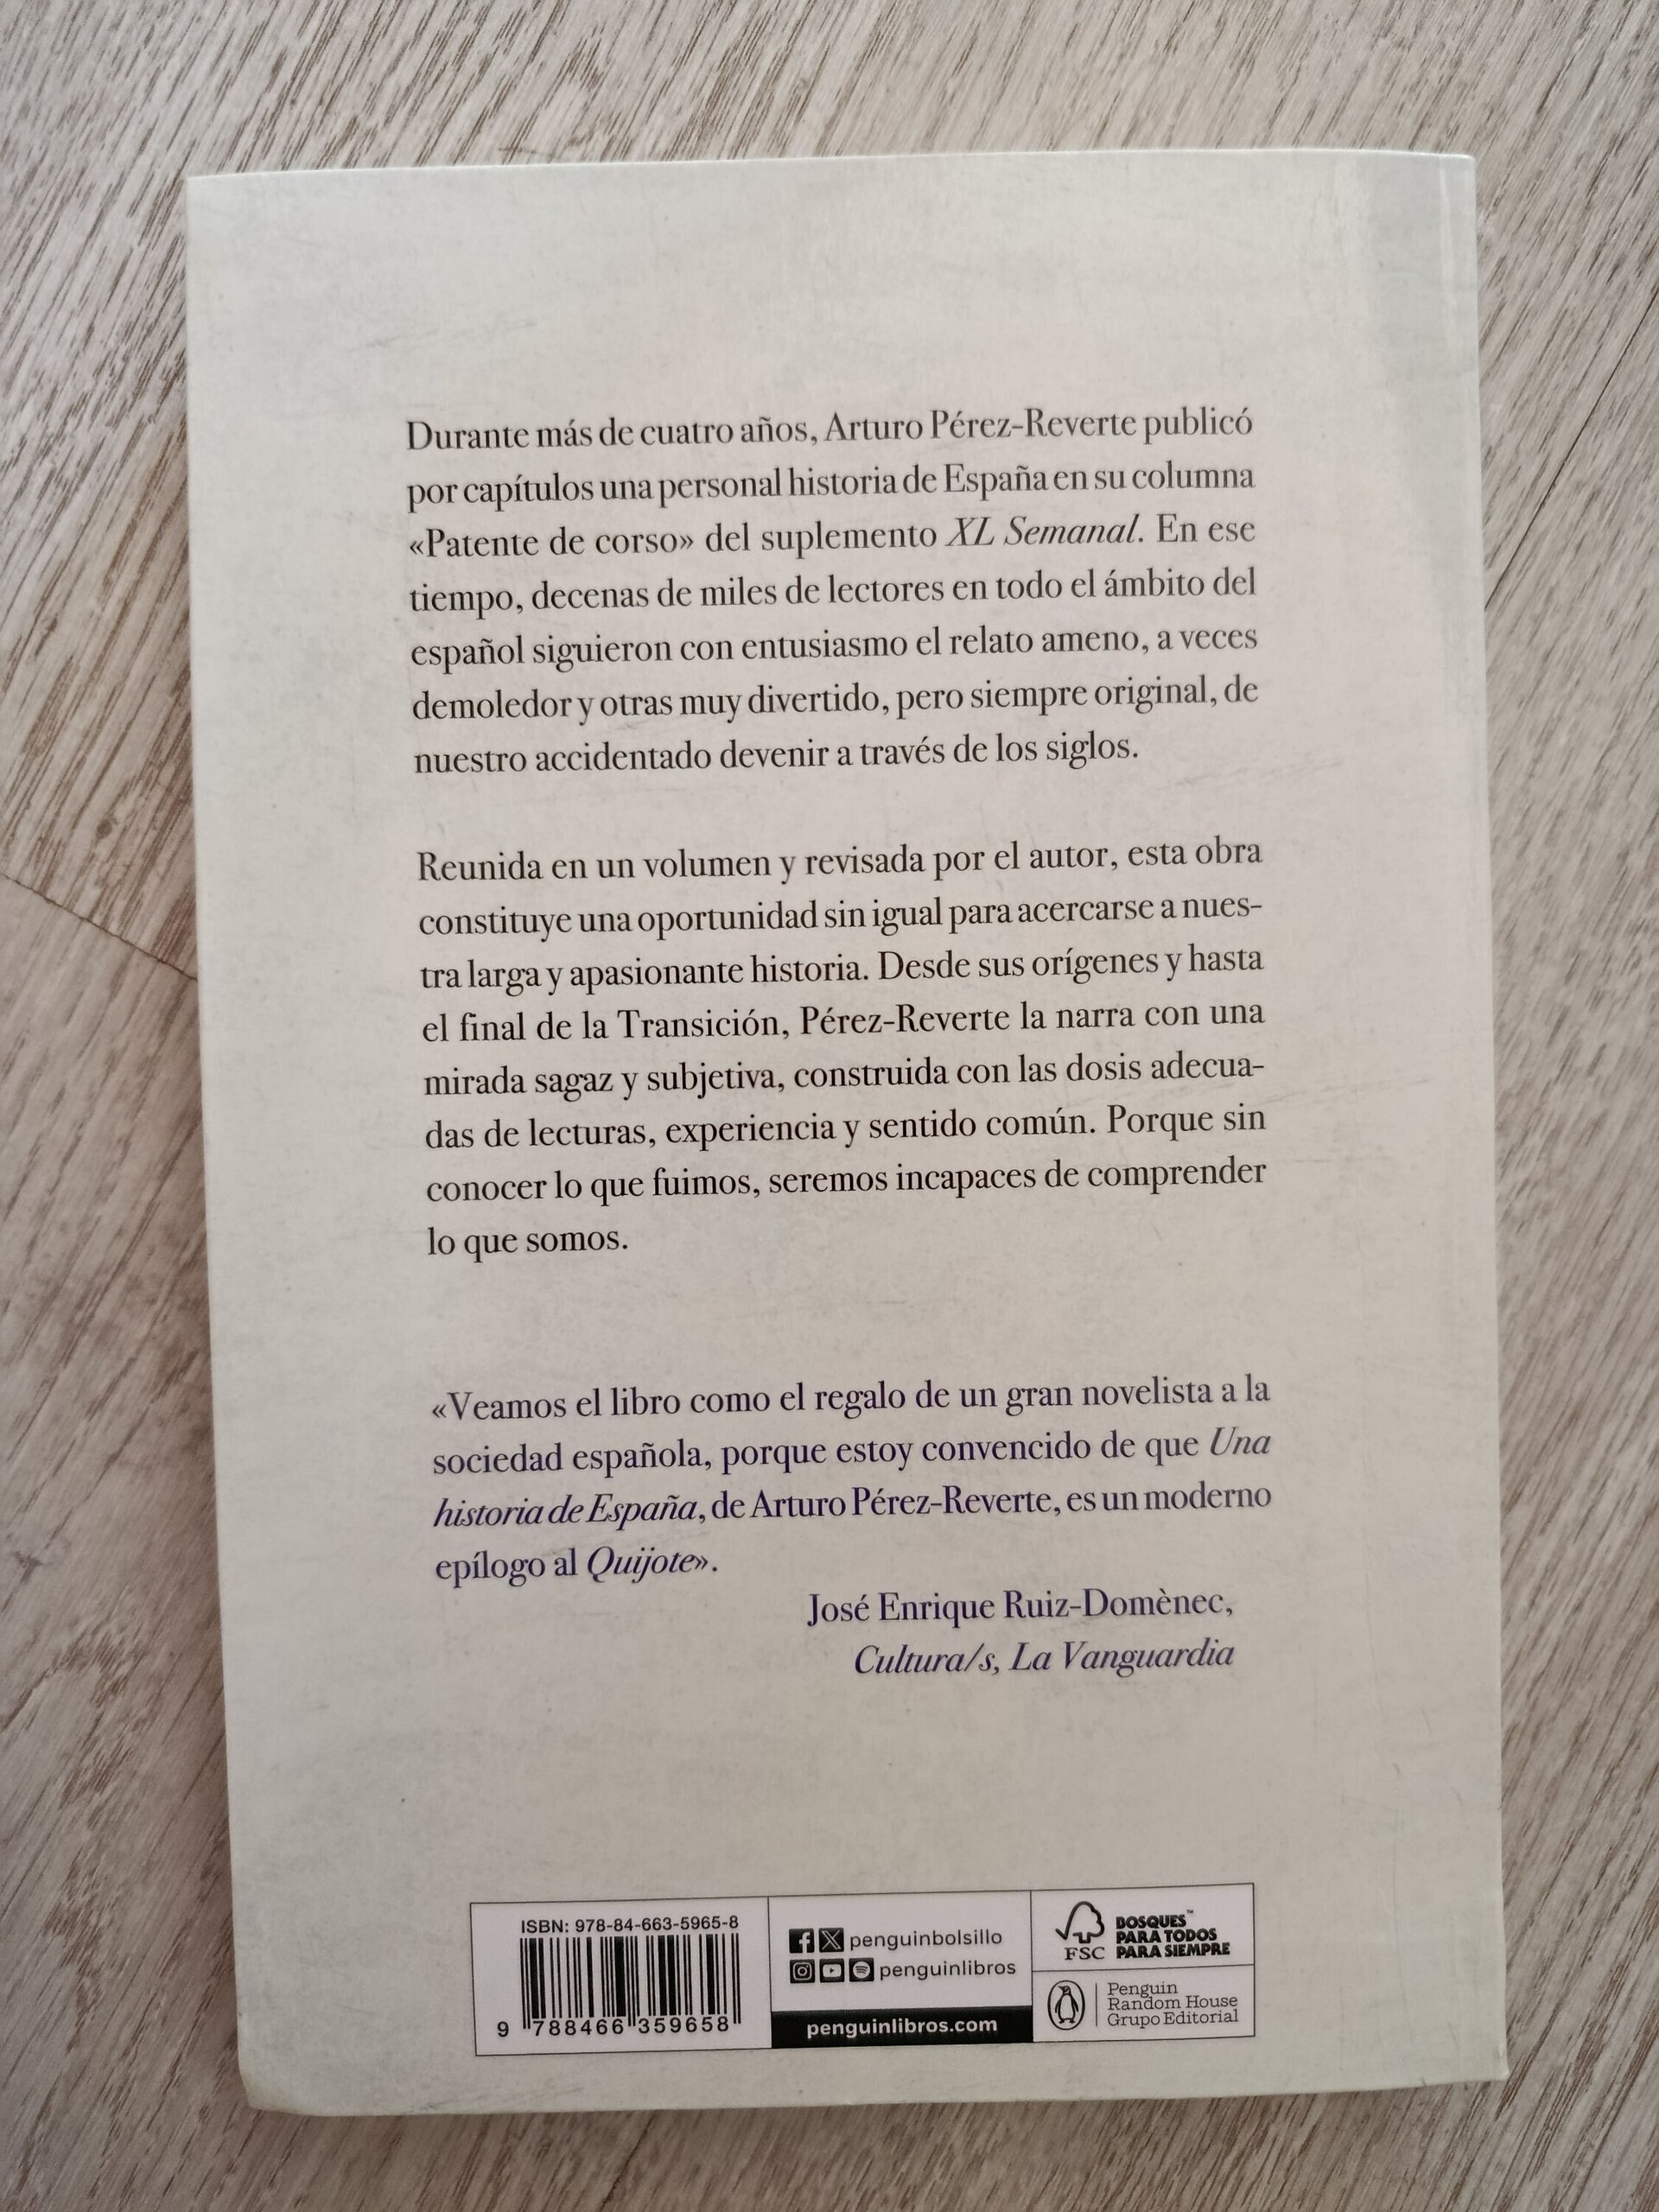 Durante más de cuatro años, Arturo Pérez-Reverte publicó
por capítulos una personal historia de España en su columna
«Patente de corso» del suplemento XL Semanal. En ese
tiempo, decenas de miles de lectores en todo el ámbito del
español siguieron con entusiasmo el relato ameno, a veces
demoledor y otras muy divertido, pero siempre original, de
nuestro accidentado devenir a través de los siglos.
Reunida en un volumen y revisada por el autor, esta obra
constituye una oportunidad sin igual para acercarse a nues-
tra larga y apasionante historia. Desde sus orígenes y hasta
el final de la Transición, Pérez-Reverte la narra con una
mirada sagaz y subjetiva, construida con las dosis adecua-
das de lecturas, experiencia y sentido común. Porque sin
conocer lo que fuimos, seremos incapaces de comprender
lo que somos.
«Veamos el libro como el regalo de un gran novelista a la
sociedad española, porque estoy convencido de que Una
historia de España, de Arturo Pérez-Reverte, es un moderno
epílogo al Quijote».
José Enrique Ruiz-Domènec,
Cultura/s, La Vanguardia
ISBN: 978-84-663-5965-8
9 788466 359658
penguinbolsillo
penguinlibros
penguinlibros.com
FSC
BOSQUES™
PARA TODOS
PARA SIEMPRE
Penguin
Random House
Grupo Editorial